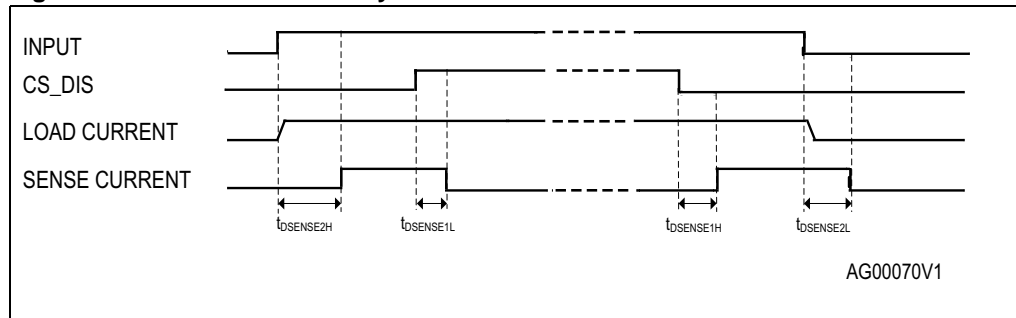 INPUT
CS_DIS
LOAD CURRENT
SENSE CURRENT
tDSENSE2H
tDSENSE1L
tDSENSE1H
tDSENSE2L
AG00070V1